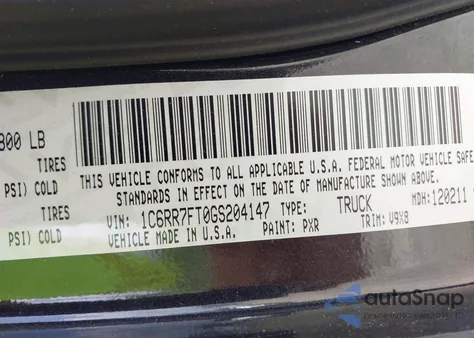 800 LB
TIRES
PSI) COLD
TIRES
PSI) COLD
THIS VEHICLE CONFORMS TO ALL APPLICABLE U.S.A. FEDERAL MOTOR VEHICLE SAFE
STANDARDS IN EFFECT ON THE DATE OF MANUFACTURE SHOWN ABOVE
VIN: 1C6RR7FT0GS204147 TYPE: TRUCK MDH: 120211
VEHICLE MADE IN U.S.A. PAINT: PXR TRIM: V9X8
autoSnap